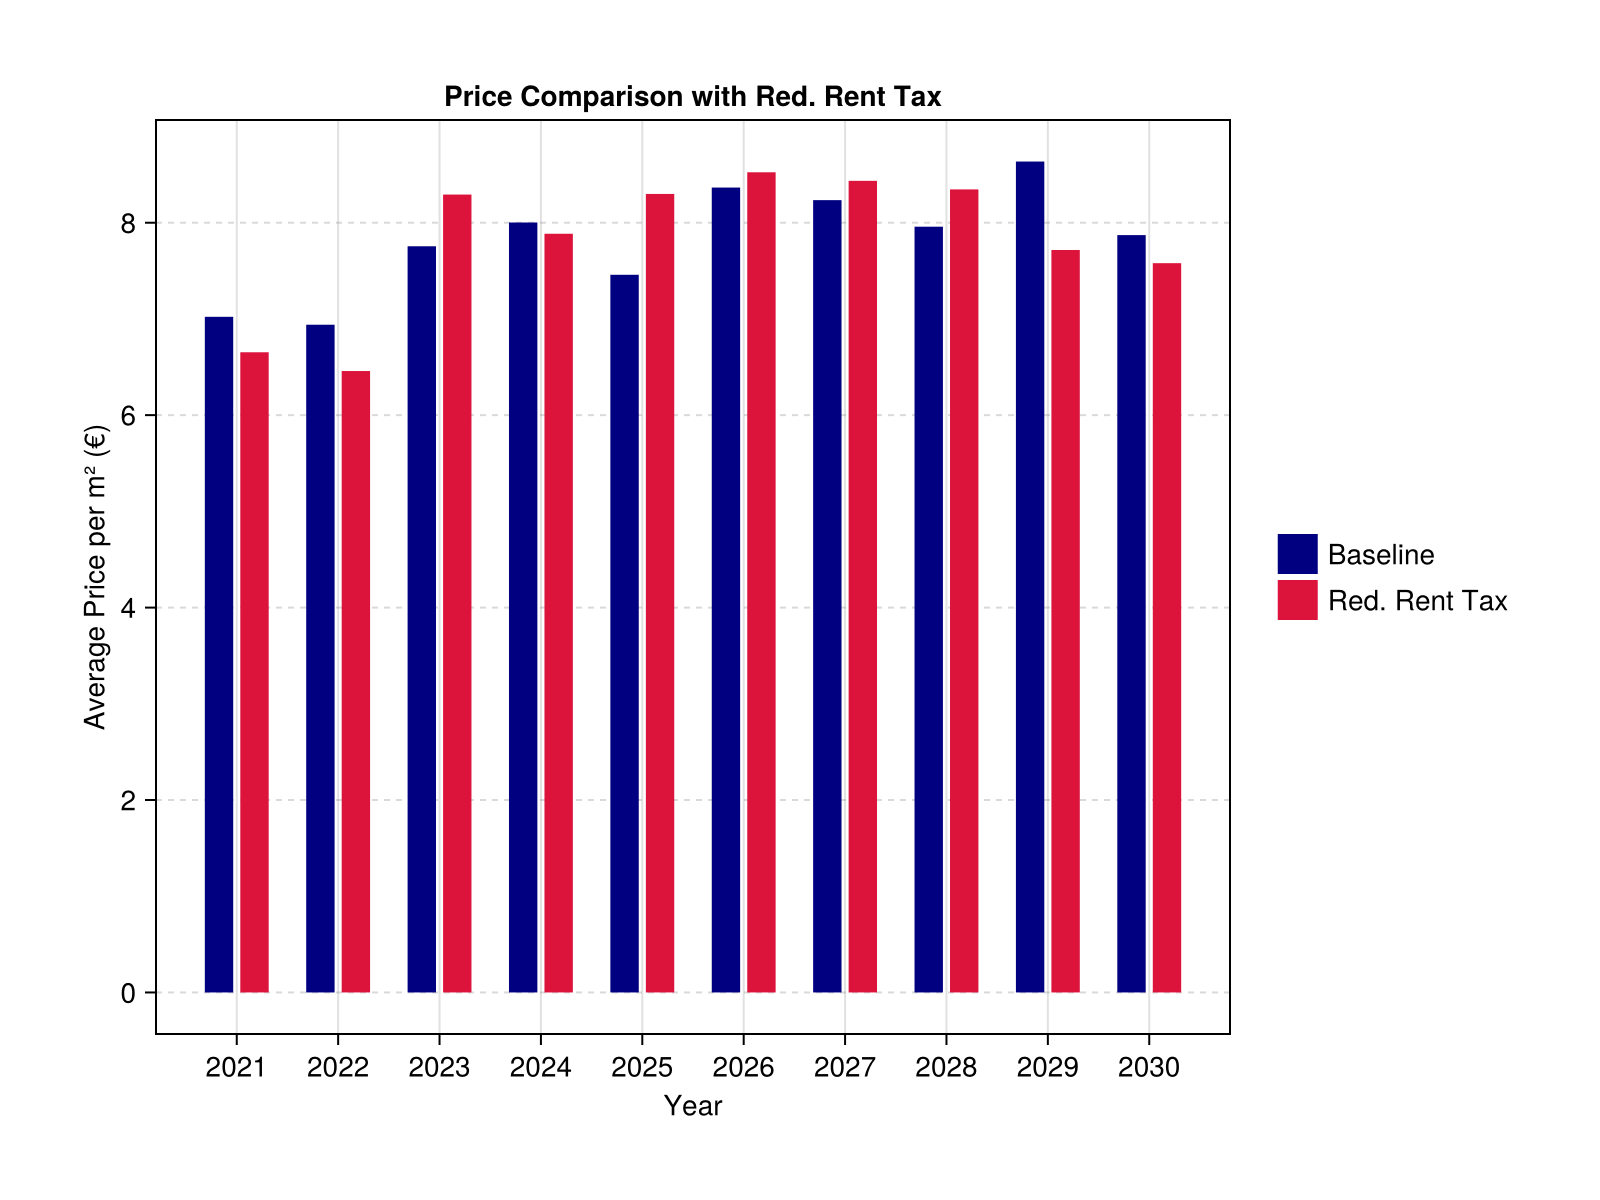 Price Comparison with Red. Rent Tax
Average Price per m² (€)
8
6
4
2
0
2021 2022 2023 2024 2025 2026 2027 2028 2029 2030
Year
Baseline
Red. Rent Tax